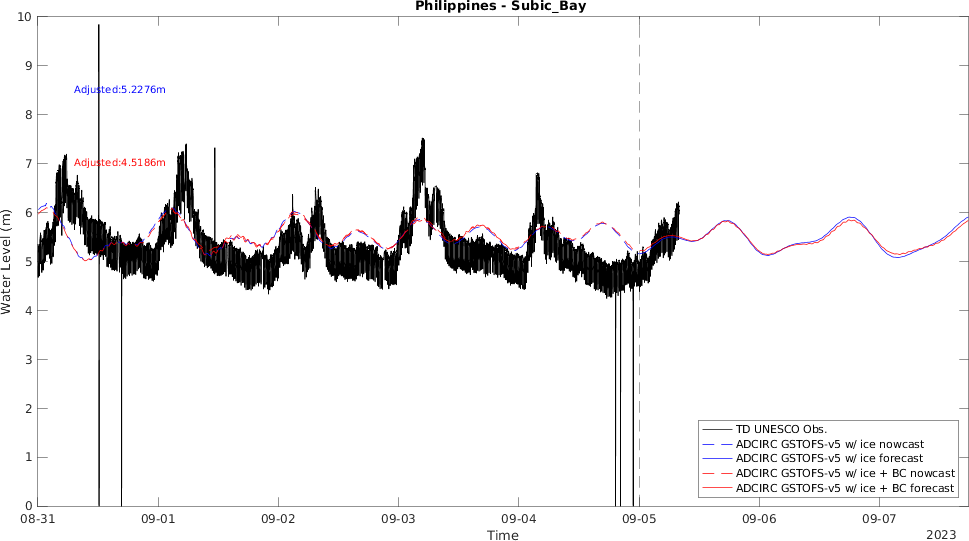 Philippines - Subic_Bay
10
9
8
7
6
5
4
3
2
1
0
Water Level (m)
Adjusted:5.2276m
Adjusted:4.5186m
TD UNESCO Obs.
ADCIRC GSTOFS-v5 w/ ice nowcast
ADCIRC GSTOFS-v5 w/ ice forecast
ADCIRC GSTOFS-v5 w/ ice + BC nowcast
ADCIRC GSTOFS-v5 w/ ice + BC forecast
08-31 09-01 09-02 09-03 09-04 09-05 09-06 09-07
Time
2023